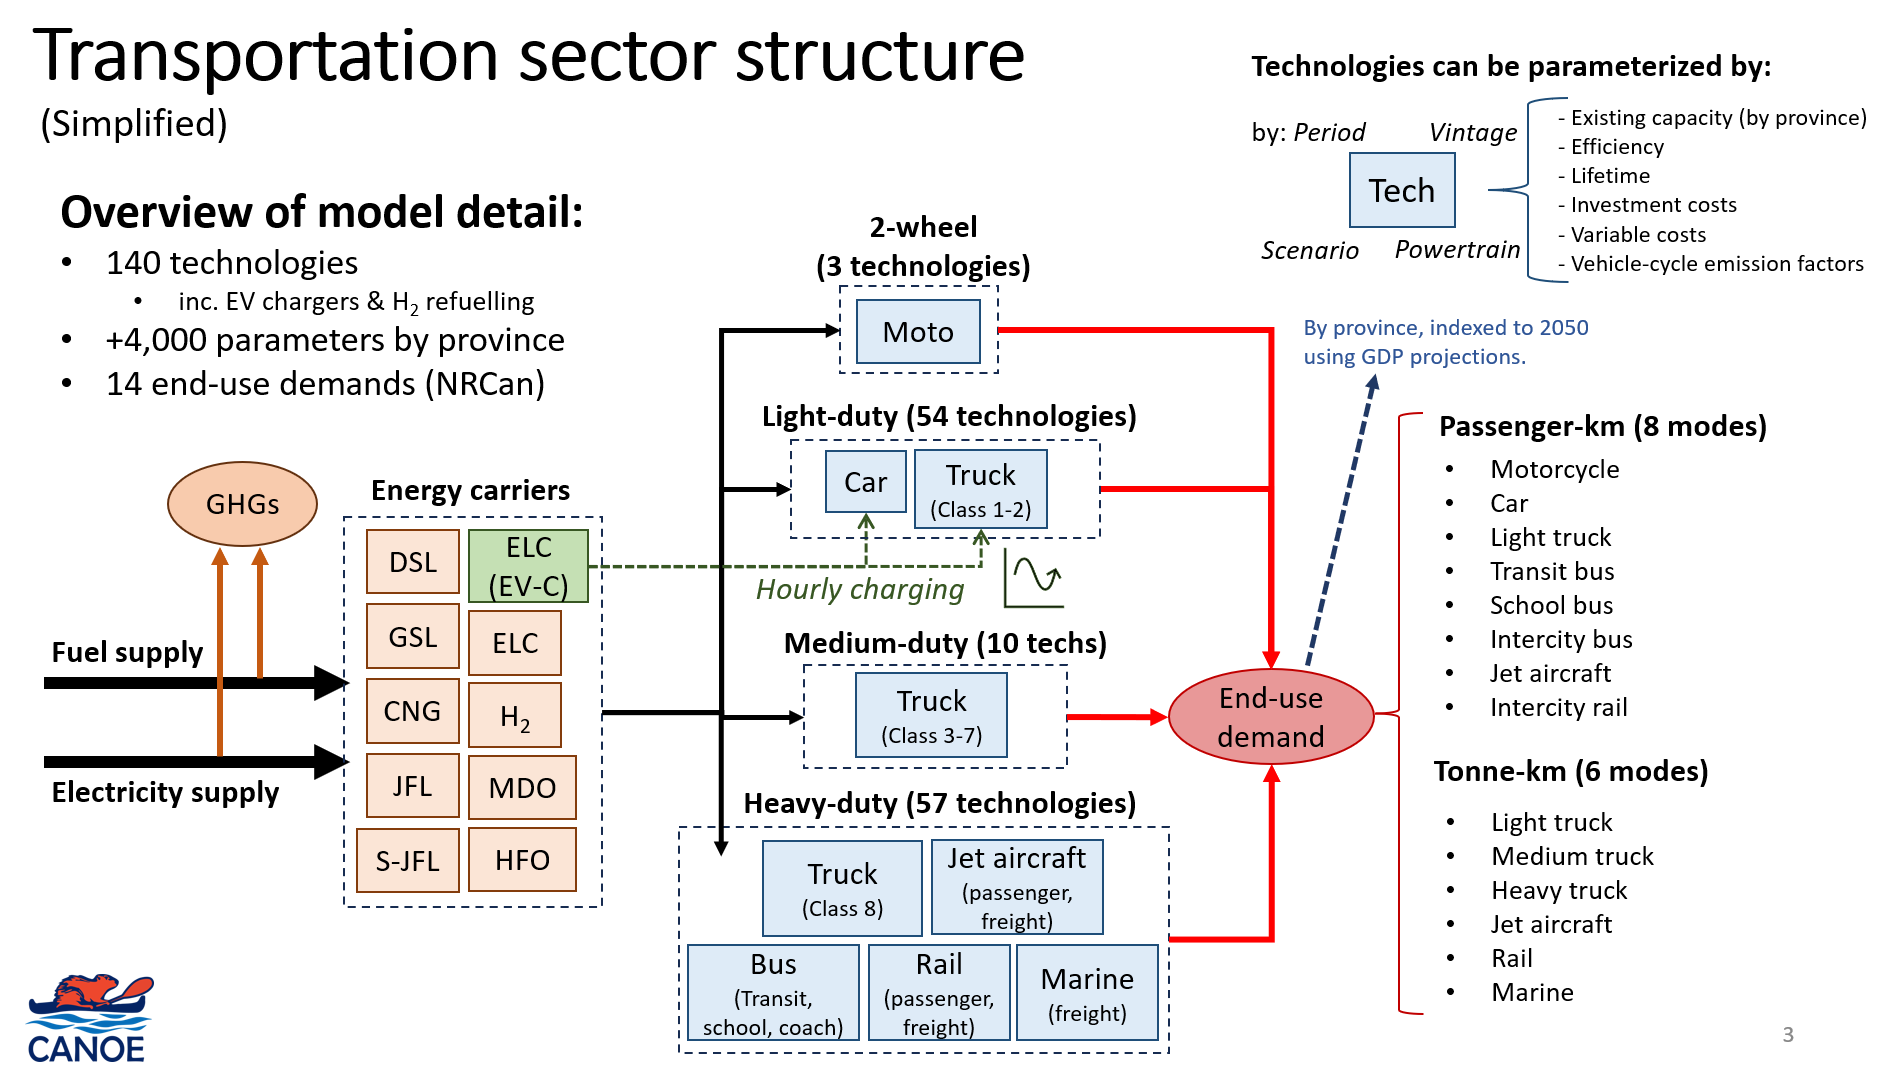 Transportation sector structure
(Simplified)
Technologies can be parameterized by:
by: Period
Vintage
Tech
Scenario
Powertrain
- Existing capacity (by province)
- Efficiency
- Lifetime
- Investment costs
- Variable costs
- Vehicle-cycle emission factors
Overview of model detail:
• 140 technologies
• inc. EV chargers & H2 refuelling
• +4,000 parameters by province
• 14 end-use demands (NRCan)
GHGs
Fuel supply
Electricity supply
Energy carriers
DSL
ELC
(EV-C)
GSL
ELC
CNG
H2
JFL
MDO
S-JFL
HFO
2-wheel
(3 technologies)
Moto
Light-duty (54 technologies)
Car
Truck
(Class 1-2)
Hourly charging
Medium-duty (10 techs)
Truck
(Class 3-7)
Heavy-duty (57 technologies)
Truck
(Class 8)
Jet aircraft
(passenger,
freight)
Bus
(Transit,
school, coach)
Rail
(passenger,
freight)
Marine
(freight)
End-use
demand
By province, indexed to 2050
using GDP projections.
Passenger-km (8 modes)
• Motorcycle
• Car
• Light truck
• Transit bus
• School bus
• Intercity bus
• Jet aircraft
• Intercity rail
Tonne-km (6 modes)
• Light truck
• Medium truck
• Heavy truck
• Jet aircraft
• Rail
• Marine
CANOE
3